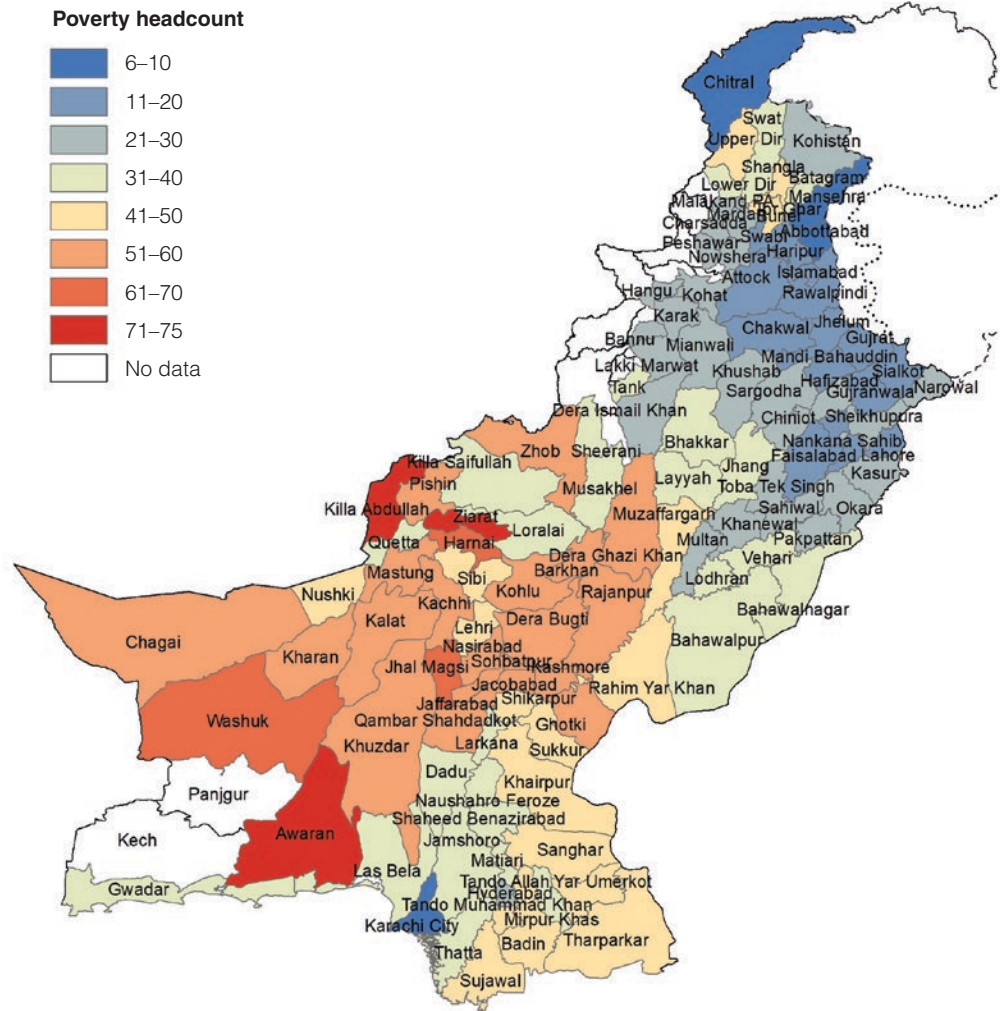 Poverty headcount
6–10
11–20
21–30
31–40
41–50
51–60
61–70
71–75
No data
Chitral
Swat
Upper Dir
Kohistan
Shangla
Batagram
Lower Dir
Mansehra
Malakand PA
Tor Ghar
Mardan
Buner
Charsadda
Abbottabad
Swabi
Peshawar
Haripur
Nowshera
Islamabad
Attock
Hangu
Kohat
Rawalpindi
Karak
Chakwal
Jhelum
Bannu
Mianwali
Gujrat
Mandi Bahauddin
Lakki Marwat
Khushab
Sialkot
Hafizabad
Tank
Sargodha
Gujranwala
Narowal
Dera Ismail Khan
Chiniot
Sheikhupura
Bhakkar
Nankana Sahib
Zhob
Sheerani
Faisalabad
Lahore
Killa Saifullah
Jhang
Kasur
Pishin
Layyah
Musakhel
Toba Tek Singh
Killa Abdullah
Ziarat
Muzaffargarh
Sahiwal
Okara
Loralai
Khanewal
Quetta
Harnai
Multan
Pakpattan
Dera Ghazi Khan
Vehari
Mastung
Sibi
Barkhan
Lodhran
Nushki
Kohlu
Rajanpur
Kachhi
Bahawalnagar
Kalat
Dera Bugti
Lehri
Chagai
Bahawalpur
Nasirabad
Kharan
Jhal Magsi
Sohbatpur
Kashmore
Jacobabad
Rahim Yar Khan
Jaffarabad
Shikarpur
Washuk
Qambar Shahdadkot
Ghotki
Khuzdar
Larkana
Sukkur
Dadu
Khairpur
Panjgur
Naushahro Feroze
Shaheed Benazirabad
Awaran
Kech
Jamshoro
Sanghar
Matiari
Las Bela
Tando Allah Yar
Umerkot
Gwadar
Hyderabad
Tando Muhammad Khan
Karachi City
Mirpur Khas
Badin
Tharparkar
Thatta
Sujawal